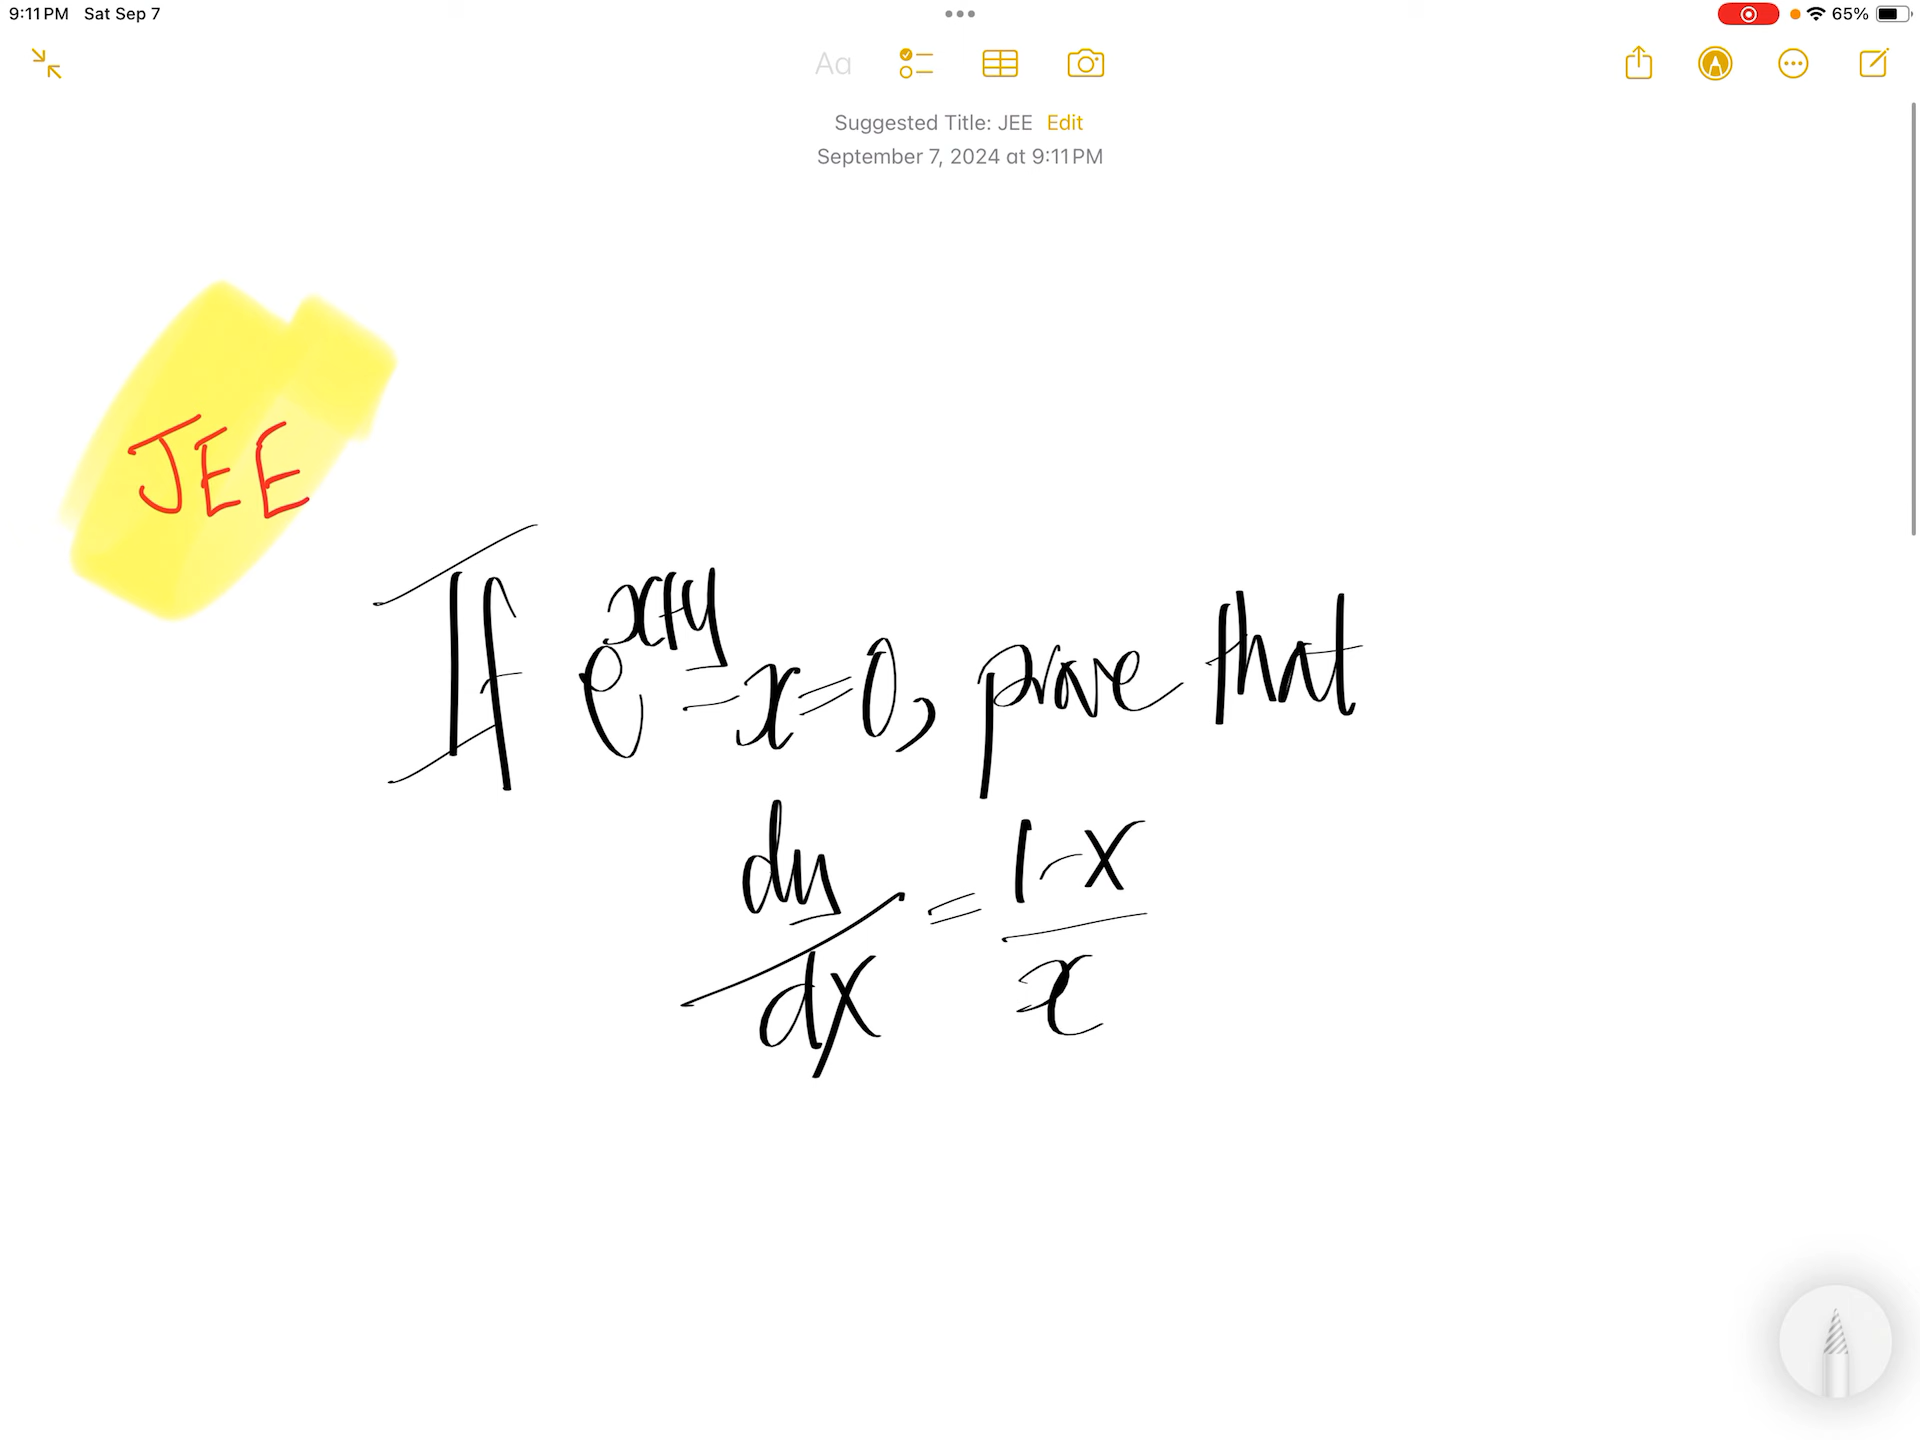 9:11 PM Sat Sep 7
65%
Aa
Suggested Title: JEE Edit
September 7, 2024 at 9:11 PM
JEE
If e^{x+y} - x = 0, prove that
dy/dx = (1-x)/x